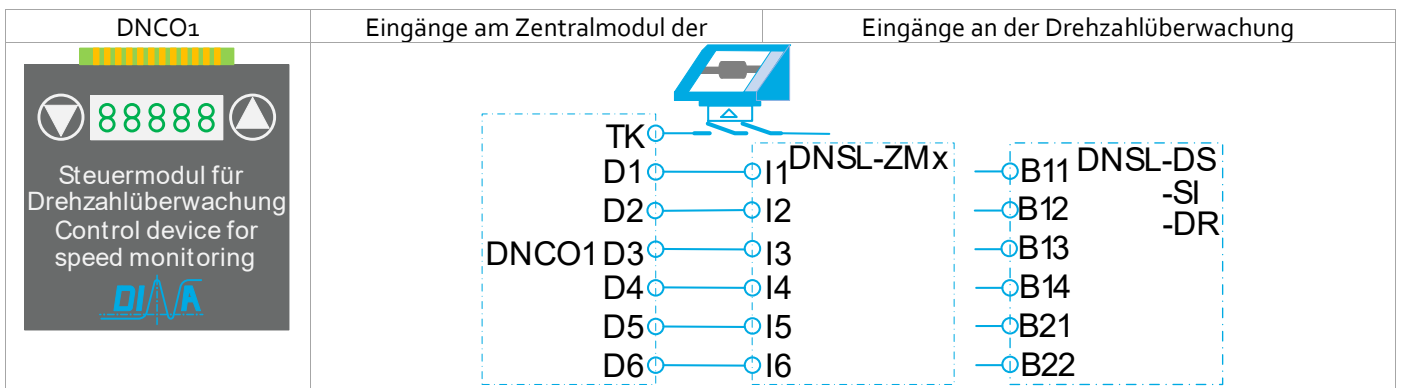 DNCO1
Eingänge am Zentralmodul der
Eingänge an der Drehzahlüberwachung
88888
Steuermodul für
Drehzahlüberwachung
Control device for
speed monitoring
DINA
TK
D1
D2
DNCO1 D3
D4
D5
D6
DNSL-ZMx
I1
I2
I3
I4
I5
I6
DNSL-DS
-SI
-DR
B11
B12
B13
B14
B21
B22